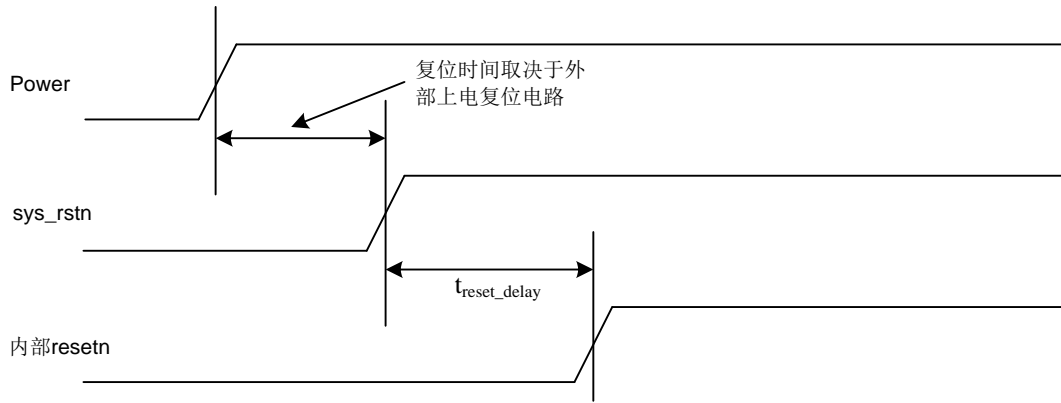 复位时间取决于外
部上电复位电路
Power
sys_rstn
treset_delay
内部resetn